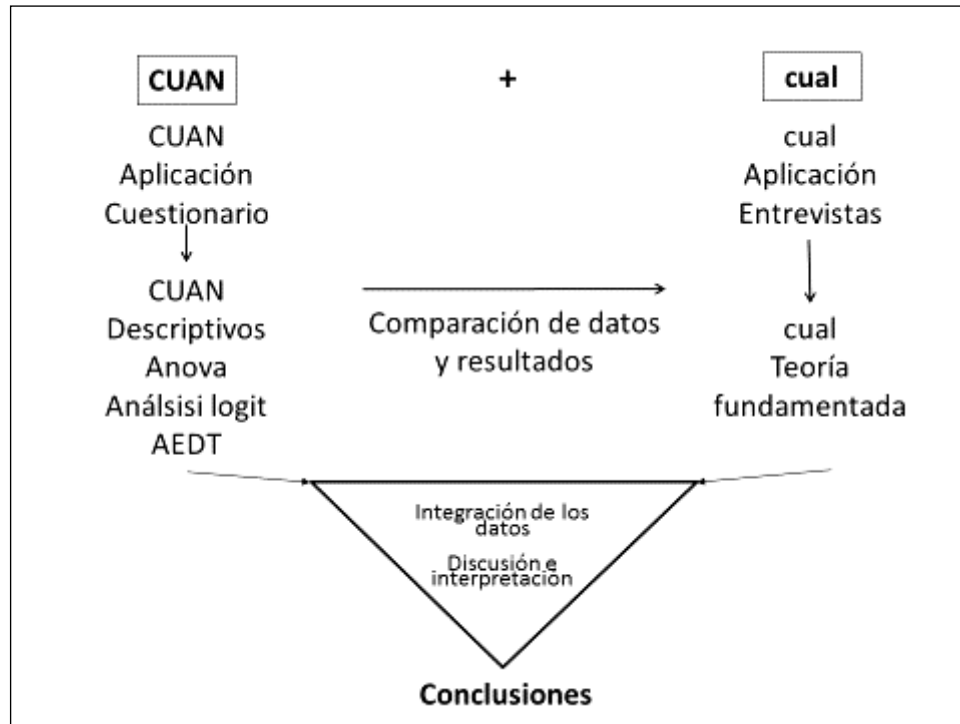 CUAN
+
cual
CUAN
Aplicación
Cuestionario
cual
Aplicación
Entrevistas
CUAN
Descriptivos
Anova
Análsisi logit
AEDT
Comparación de datos
y resultados
cual
Teoría
fundamentada
Integración de los
datos
Discusión e
interpretación
Conclusiones